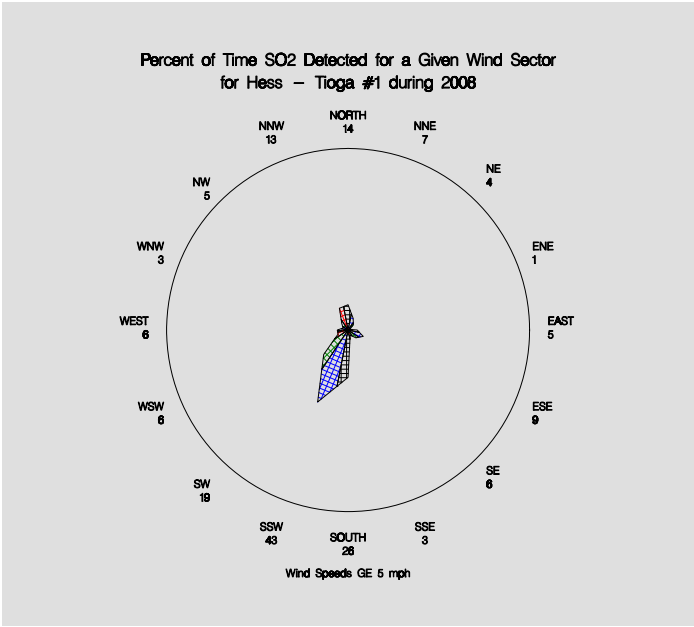 Percent of Time SO2 Detected for a Given Wind Sector
for Hess – Tioga #1 during 2008
NORTH
14
NNW
13
NNE
7
NW
5
NE
4
WNW
3
ENE
1
WEST
6
EAST
5
WSW
6
ESE
9
SW
19
SE
6
SSW
43
SOUTH
26
SSE
3
Wind Speeds GE 5 mph